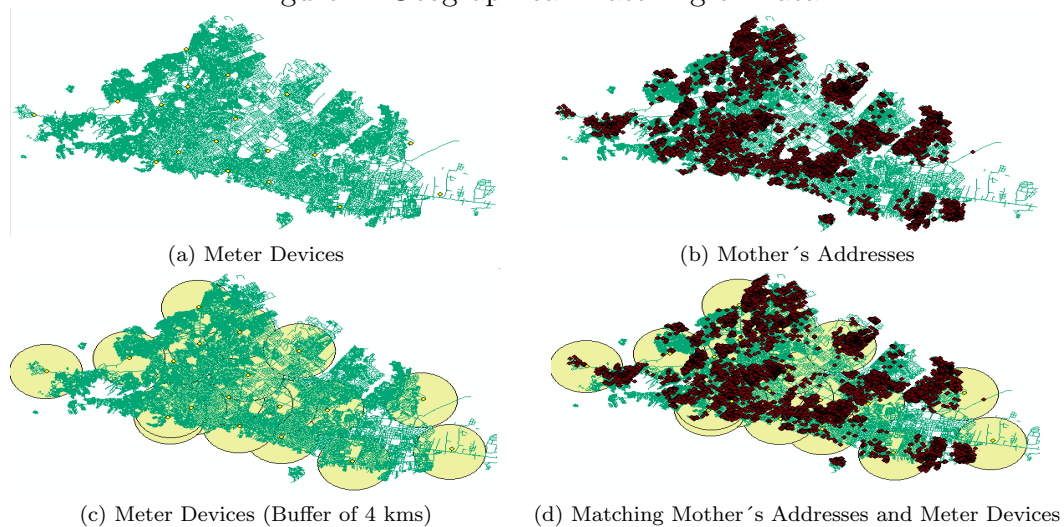 (a) Meter Devices
(b) Mother´s Addresses
(c) Meter Devices (Buffer of 4 kms)
(d) Matching Mother´s Addresses and Meter Devices